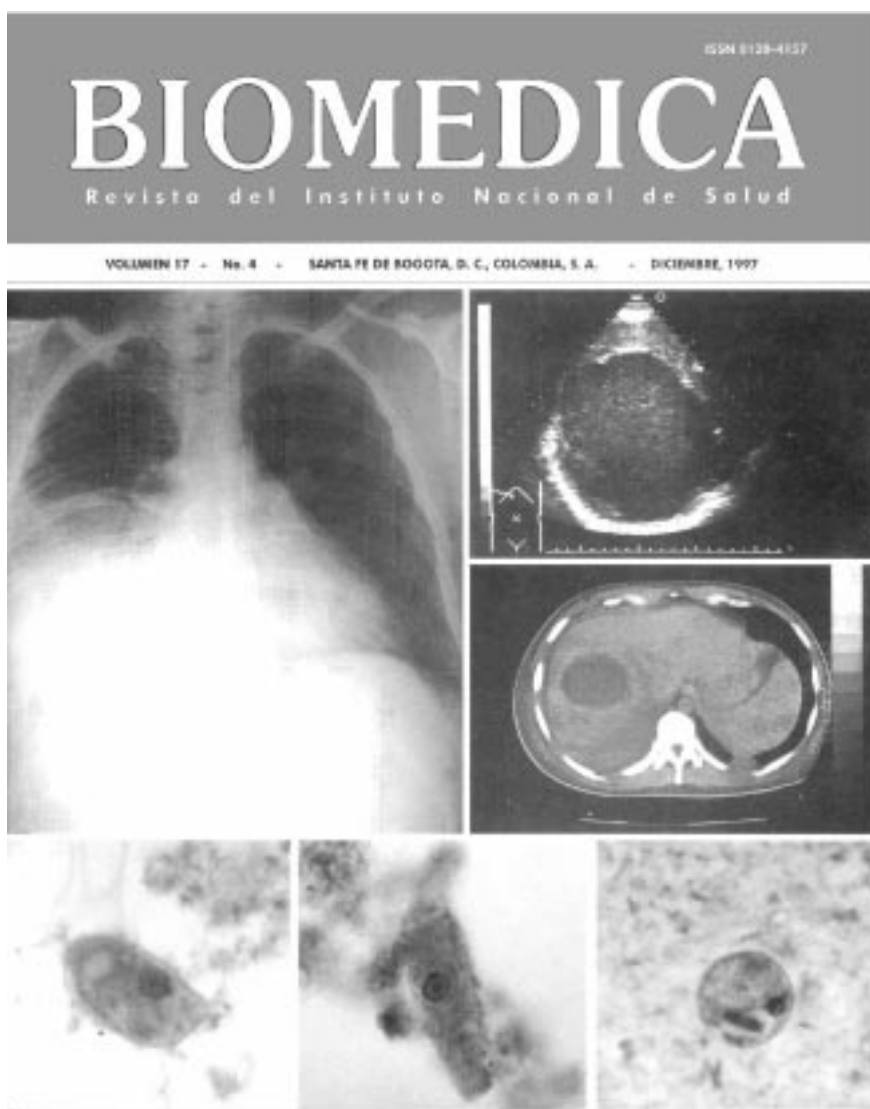 ISSN 0120-4157
BIOMEDICA
Revista del Instituto Nacional de Salud
VOLUMEN 17 - No. 4 - SANTA FE DE BOGOTA, D. C., COLOMBIA, S. A. - DICIEMBRE, 1997